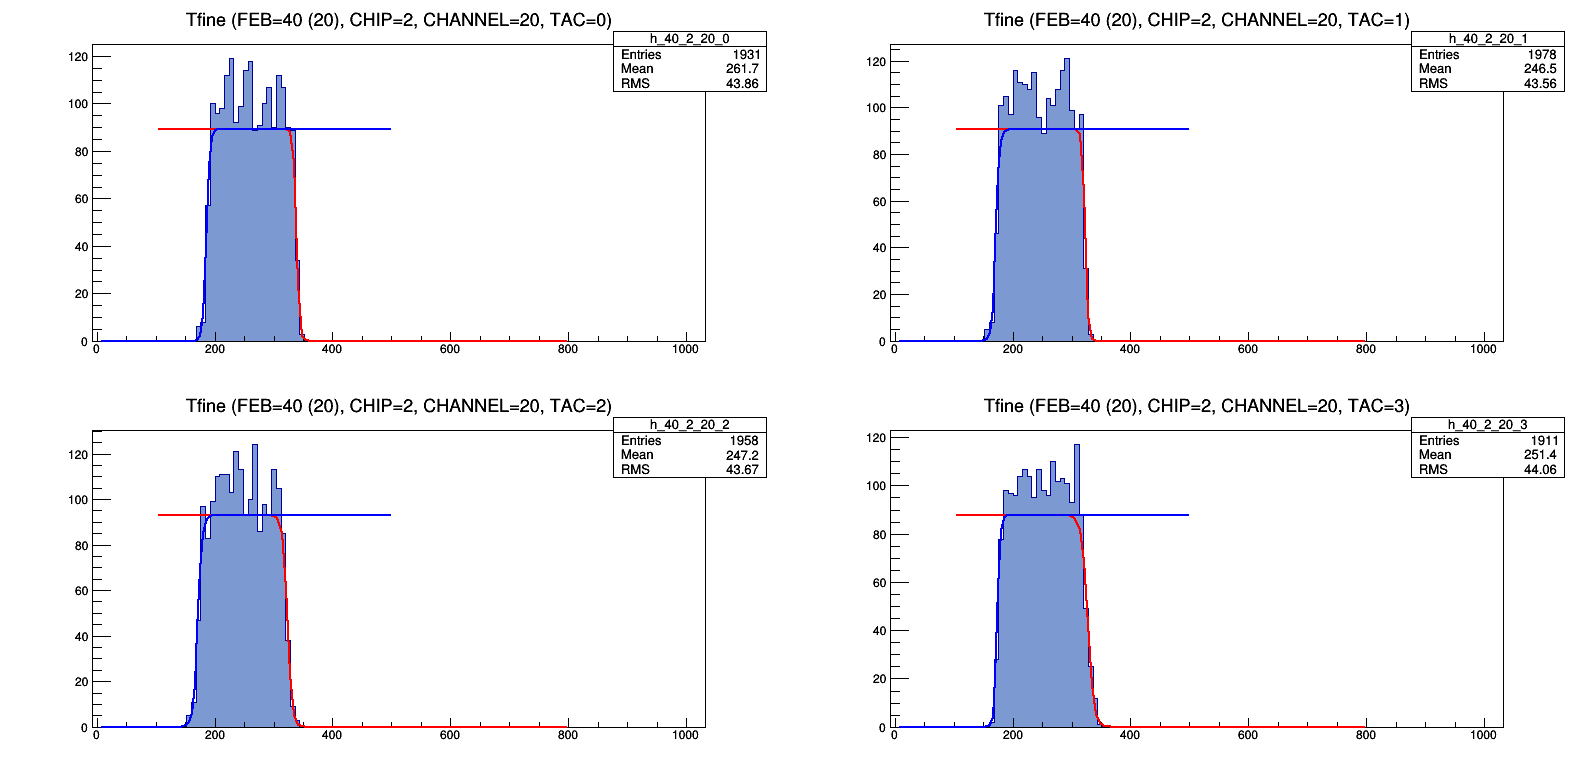 Tfine (FEB=40 (20), CHIP=2, CHANNEL=20, TAC=0)
h_40_2_20_0
Entries 1931
Mean 261.7
RMS 43.86
120
100
80
60
40
20
0
0 200 400 600 800 1000
Tfine (FEB=40 (20), CHIP=2, CHANNEL=20, TAC=1)
h_40_2_20_1
Entries 1978
Mean 246.5
RMS 43.56
120
100
80
60
40
20
0
0 200 400 600 800 1000
Tfine (FEB=40 (20), CHIP=2, CHANNEL=20, TAC=2)
h_40_2_20_2
Entries 1958
Mean 247.2
RMS 43.67
120
100
80
60
40
20
0
0 200 400 600 800 1000
Tfine (FEB=40 (20), CHIP=2, CHANNEL=20, TAC=3)
h_40_2_20_3
Entries 1911
Mean 251.4
RMS 44.06
120
100
80
60
40
20
0
0 200 400 600 800 1000